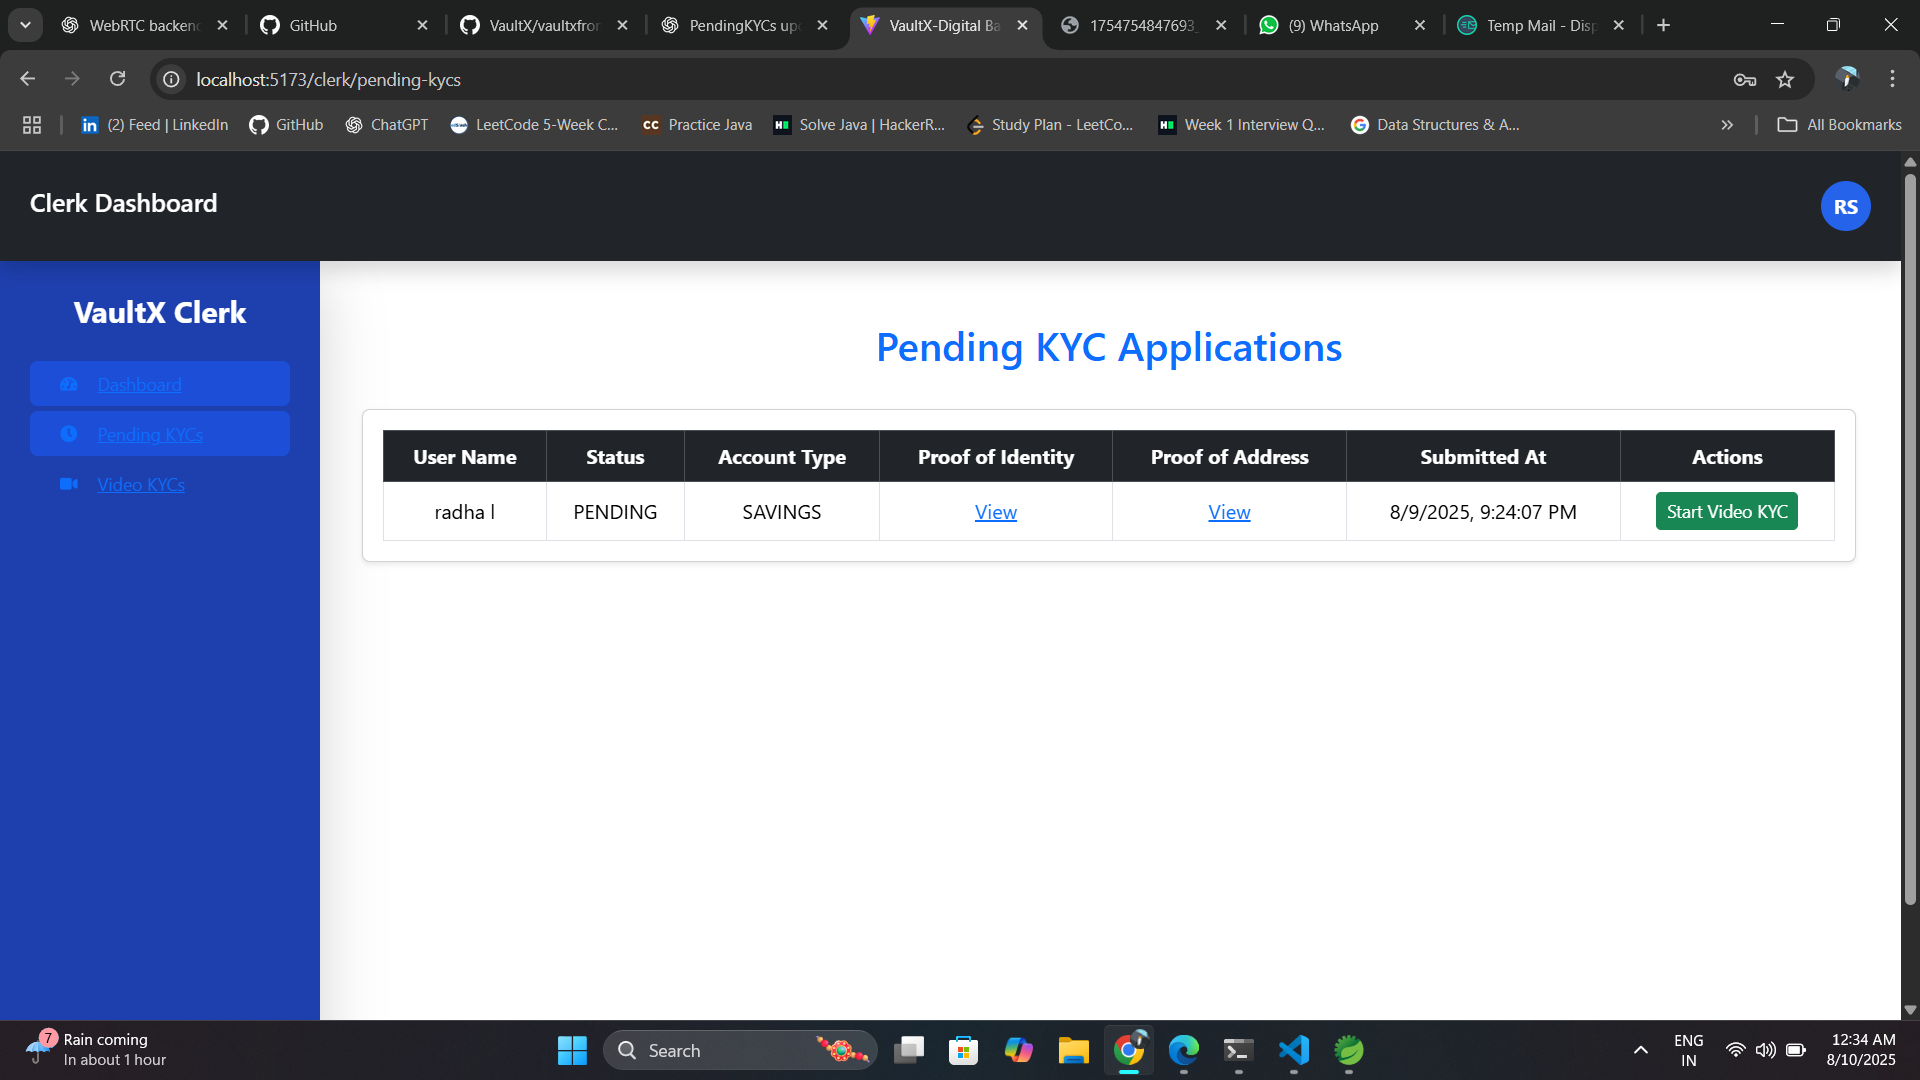 WebRTC backend
GitHub
VaultX/vaultxfron
PendingKYCs up
VaultX-Digital Ba
1754754847693_
(9) WhatsApp
Temp Mail - Disp
localhost:5173/clerk/pending-kycs
(2) Feed | LinkedIn
GitHub
ChatGPT
LeetCode 5-Week C...
CC Practice Java
Solve Java | HackerR...
Study Plan - LeetCo...
Week 1 Interview Q...
Data Structures & A...
All Bookmarks
Clerk Dashboard
RS
VaultX Clerk
Dashboard
Pending KYCs
Video KYCs
Pending KYC Applications
User Name Status Account Type Proof of Identity Proof of Address Submitted At Actions
radha l PENDING SAVINGS View View 8/9/2025, 9:24:07 PM Start Video KYC
7
Rain coming
In about 1 hour
Search
ENG
IN
12:34 AM
8/10/2025